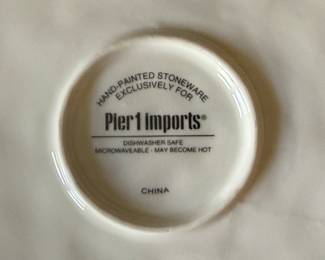 HAND-PAINTED STONEWARE
EXCLUSIVELY FOR
Pier 1 imports®
DISHWASHER SAFE
MICROWAVEABLE - MAY BECOME HOT
CHINA